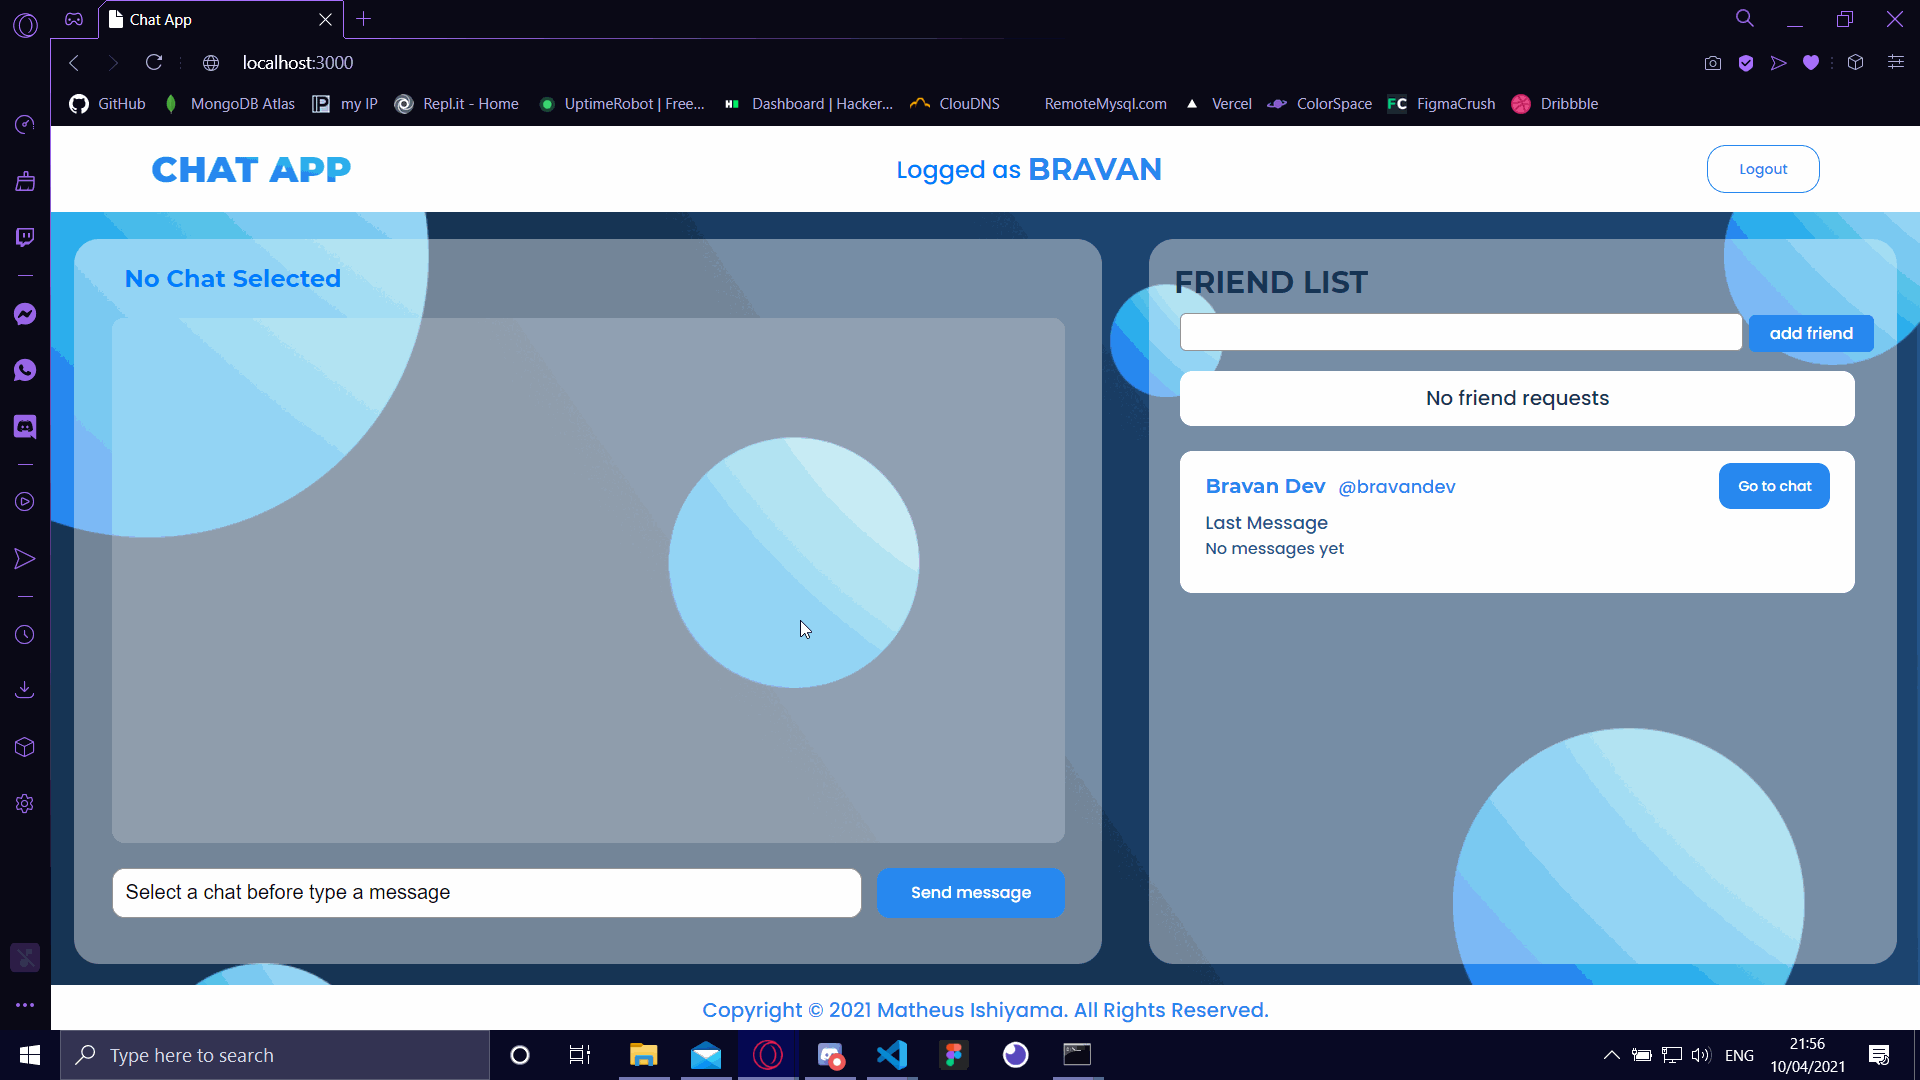 Chat App
localhost:3000
GitHub
MongoDB Atlas
my IP
Repl.it - Home
UptimeRobot | Free...
Dashboard | Hacker...
ClouDNS
RemoteMysql.com
Vercel
ColorSpace
FC FigmaCrush
Dribbble
CHAT APP
Logged as BRAVAN
Logout
No Chat Selected
Select a chat before type a message
Send message
FRIEND LIST
add friend
No friend requests
Bravan Dev @bravandev
Go to chat
Last Message
No messages yet
Copyright © 2021 Matheus Ishiyama. All Rights Reserved.
Type here to search
ENG
21:56
10/04/2021